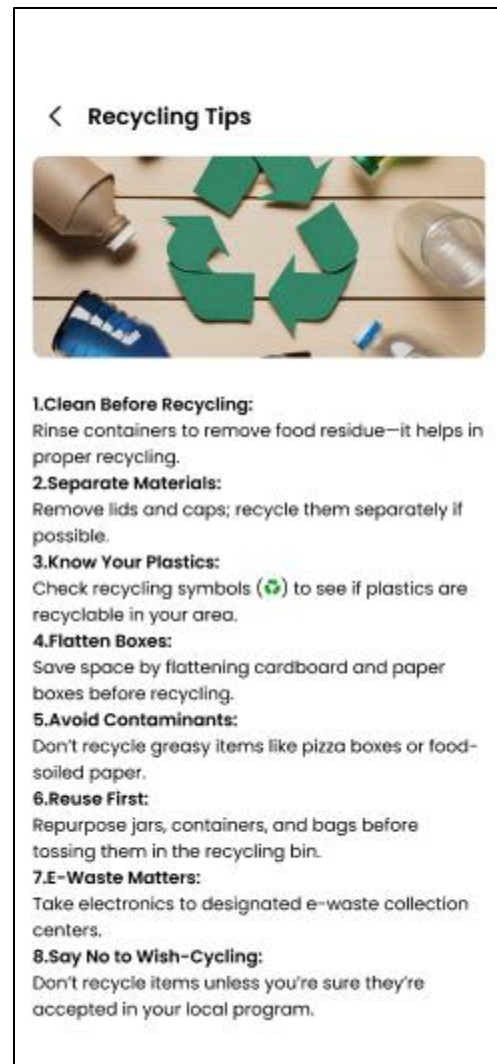 Recycling Tips
1.Clean Before Recycling:
Rinse containers to remove food residue—it helps in
proper recycling.
2.Separate Materials:
Remove lids and caps; recycle them separately if
possible.
3.Know Your Plastics:
Check recycling symbols (♻) to see if plastics are
recyclable in your area.
4.Flatten Boxes:
Save space by flattening cardboard and paper
boxes before recycling.
5.Avoid Contaminants:
Don't recycle greasy items like pizza boxes or food-
soiled paper.
6.Reuse First:
Repurpose jars, containers, and bags before
tossing them in the recycling bin.
7.E-Waste Matters:
Take electronics to designated e-waste collection
centers.
8.Say No to Wish-Cycling:
Don't recycle items unless you're sure they're
accepted in your local program.